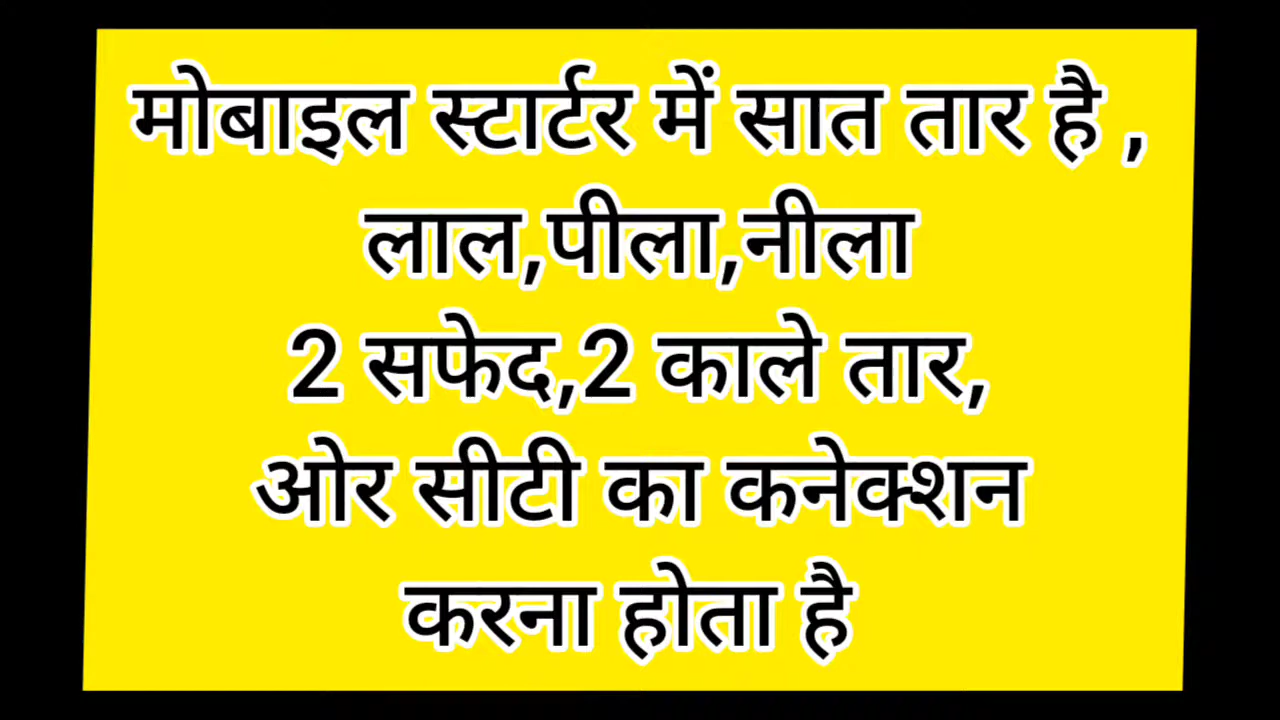 मोबाइल स्टार्टर में सात तार है ,
लाल,पीला,नीला
2 सफेद,2 काले तार,
ओर सीटी का कनेक्शन
करना होता है